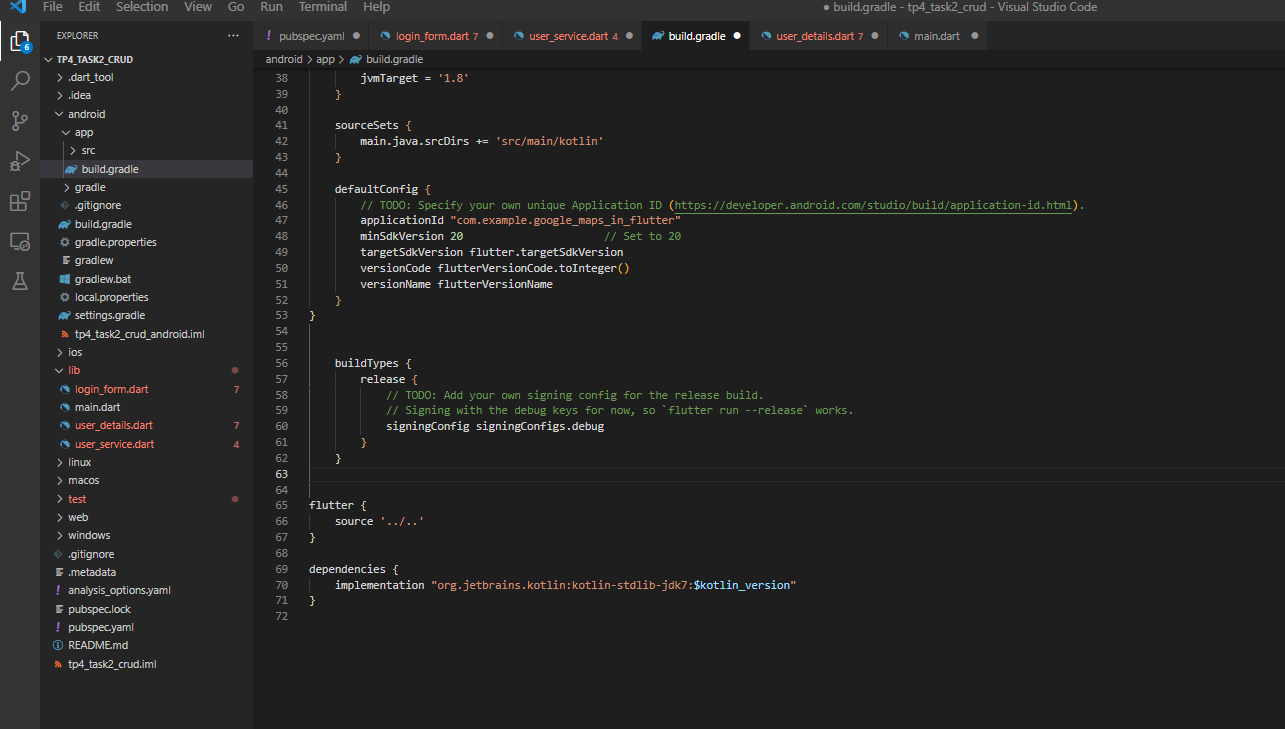 File Edit Selection View Go Run Terminal Help
● build.gradle - tp4_task2_crud - Visual Studio Code
EXPLORER ...
6
TP4_TASK2_CRUD
.dart_tool
.idea
android
app
src
build.gradle
gradle
.gitignore
build.gradle
gradle.properties
gradlew
gradlew.bat
local.properties
settings.gradle
tp4_task2_crud_android.iml
ios
lib
login_form.dart 7
main.dart
user_details.dart 7
user_service.dart 4
linux
macos
test
web
windows
.gitignore
.metadata
analysis_options.yaml
pubspec.lock
pubspec.yaml
README.md
tp4_task2_crud.iml
! pubspec.yaml ● login_form.dart 7 ● user_service.dart 4 ● build.gradle ● user_details.dart 7 ● main.dart ●
android > app > build.gradle
38 jvmTarget = '1.8'
39 }
40
41 sourceSets {
42 main.java.srcDirs += 'src/main/kotlin'
43 }
44
45 defaultConfig {
46 // TODO: Specify your own unique Application ID (https://developer.android.com/studio/build/application-id.html).
47 applicationId "com.example.google_maps_in_flutter"
48 minSdkVersion 20 // Set to 20
49 targetSdkVersion flutter.targetSdkVersion
50 versionCode flutterVersionCode.toInteger()
51 versionName flutterVersionName
52 }
53 }
54
55
56 buildTypes {
57 release {
58 // TODO: Add your own signing config for the release build.
59 // Signing with the debug keys for now, so `flutter run --release` works.
60 signingConfig signingConfigs.debug
61 }
62 }
63
64
65 flutter {
66 source '../..'
67 }
68
69 dependencies {
70 implementation "org.jetbrains.kotlin:kotlin-stdlib-jdk7:$kotlin_version"
71 }
72